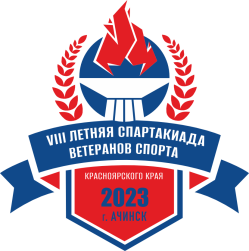 VIII ЛЕТНЯЯ СПАРТАКИАДА
ВЕТЕРАНОВ СПОРТА
КРАСНОЯРСКОГО КРАЯ
2023
г. АЧИНСК